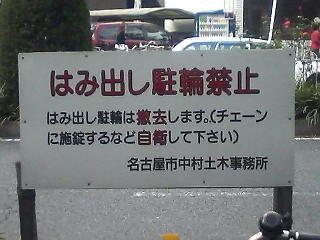 はみ出し駐輪禁止
はみ出し駐輪は撤去します。(チェーン
に施錠するなど自衛して下さい)
名古屋市中村土木事務所